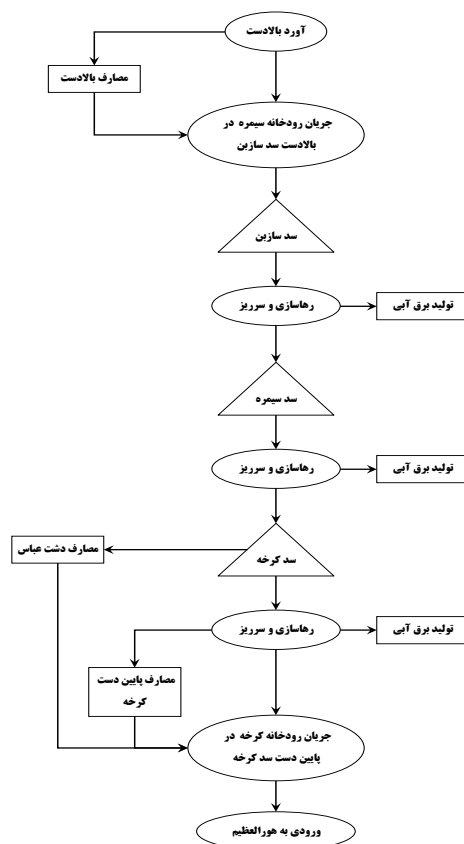 آورد بالادست
مصارف بالادست
جریان رودخانه سیمره در
بالادست سد سازبن
سد سازبن
رهاسازی و سرریز
تولید برق آبی
سد سیمره
رهاسازی و سرریز
تولید برق آبی
سد کرخه
مصارف دشت عباس
رهاسازی و سرریز
تولید برق آبی
مصارف پایین دست
کرخه
جریان رودخانه کرخه در
پایین دست سد کرخه
ورودی به هورالعظیم